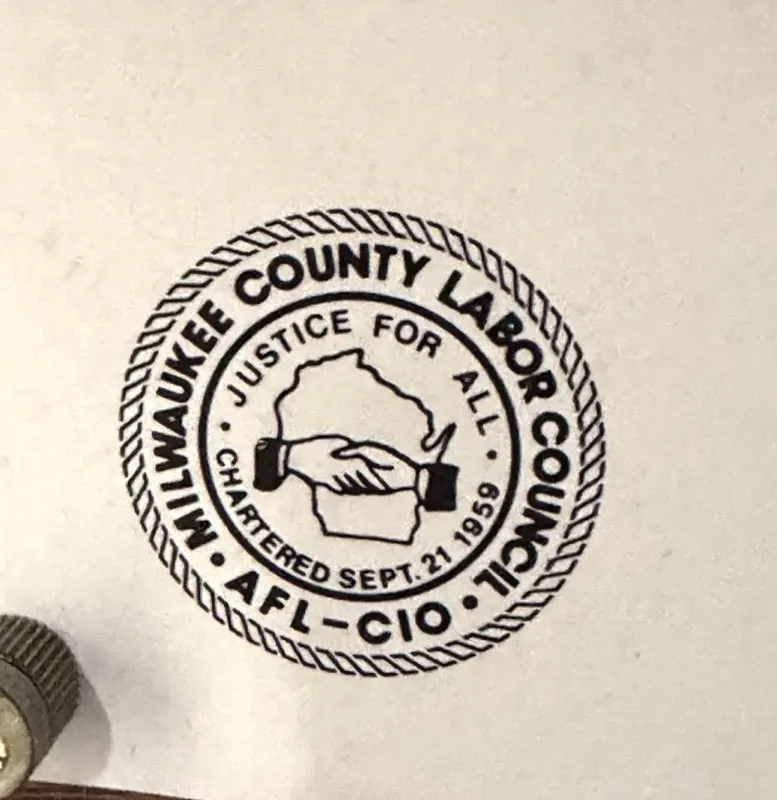 MILWAUKEE COUNTY LABOR COUNCIL
• AFL-CIO •
JUSTICE FOR ALL
• CHARTERED SEPT. 21 1959 •